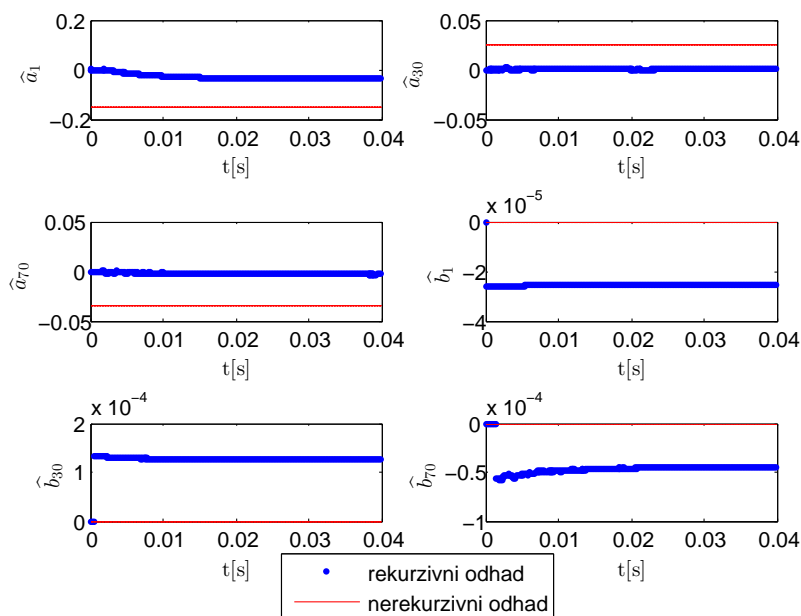 0.2
0
−0.2
0 0.01 0.02 0.03 0.04
t[s]
â₁
0.05
0
−0.05
0 0.01 0.02 0.03 0.04
t[s]
â₃₀
0.05
0
−0.05
0 0.01 0.02 0.03 0.04
t[s]
â₇₀
x 10⁻⁵
0
−2
−4
0 0.01 0.02 0.03 0.04
t[s]
b̂₁
x 10⁻⁴
2
1
0
0 0.01 0.02 0.03 0.04
t[s]
b̂₃₀
x 10⁻⁴
0
−0.5
−1
0 0.01 0.02 0.03 0.04
t[s]
b̂₇₀
rekurzivni odhad
nerekurzivni odhad